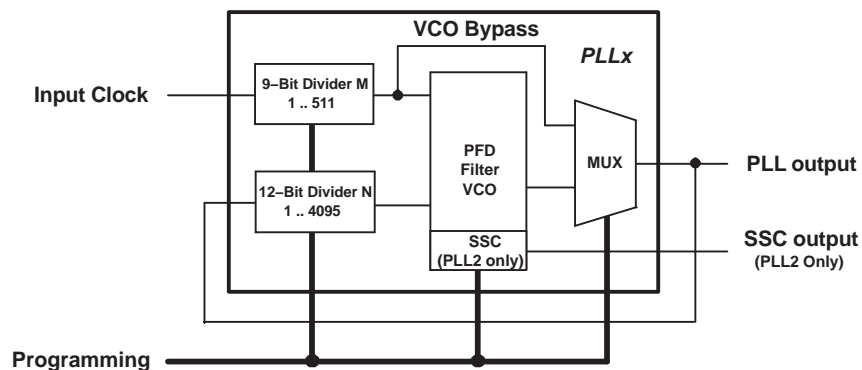 VCO Bypass
PLLx
9–Bit Divider M
1 .. 511
Input Clock
PFD
Filter
VCO
MUX
PLL output
12–Bit Divider N
1 .. 4095
SSC
(PLL2 only)
SSC output
(PLL2 Only)
Programming